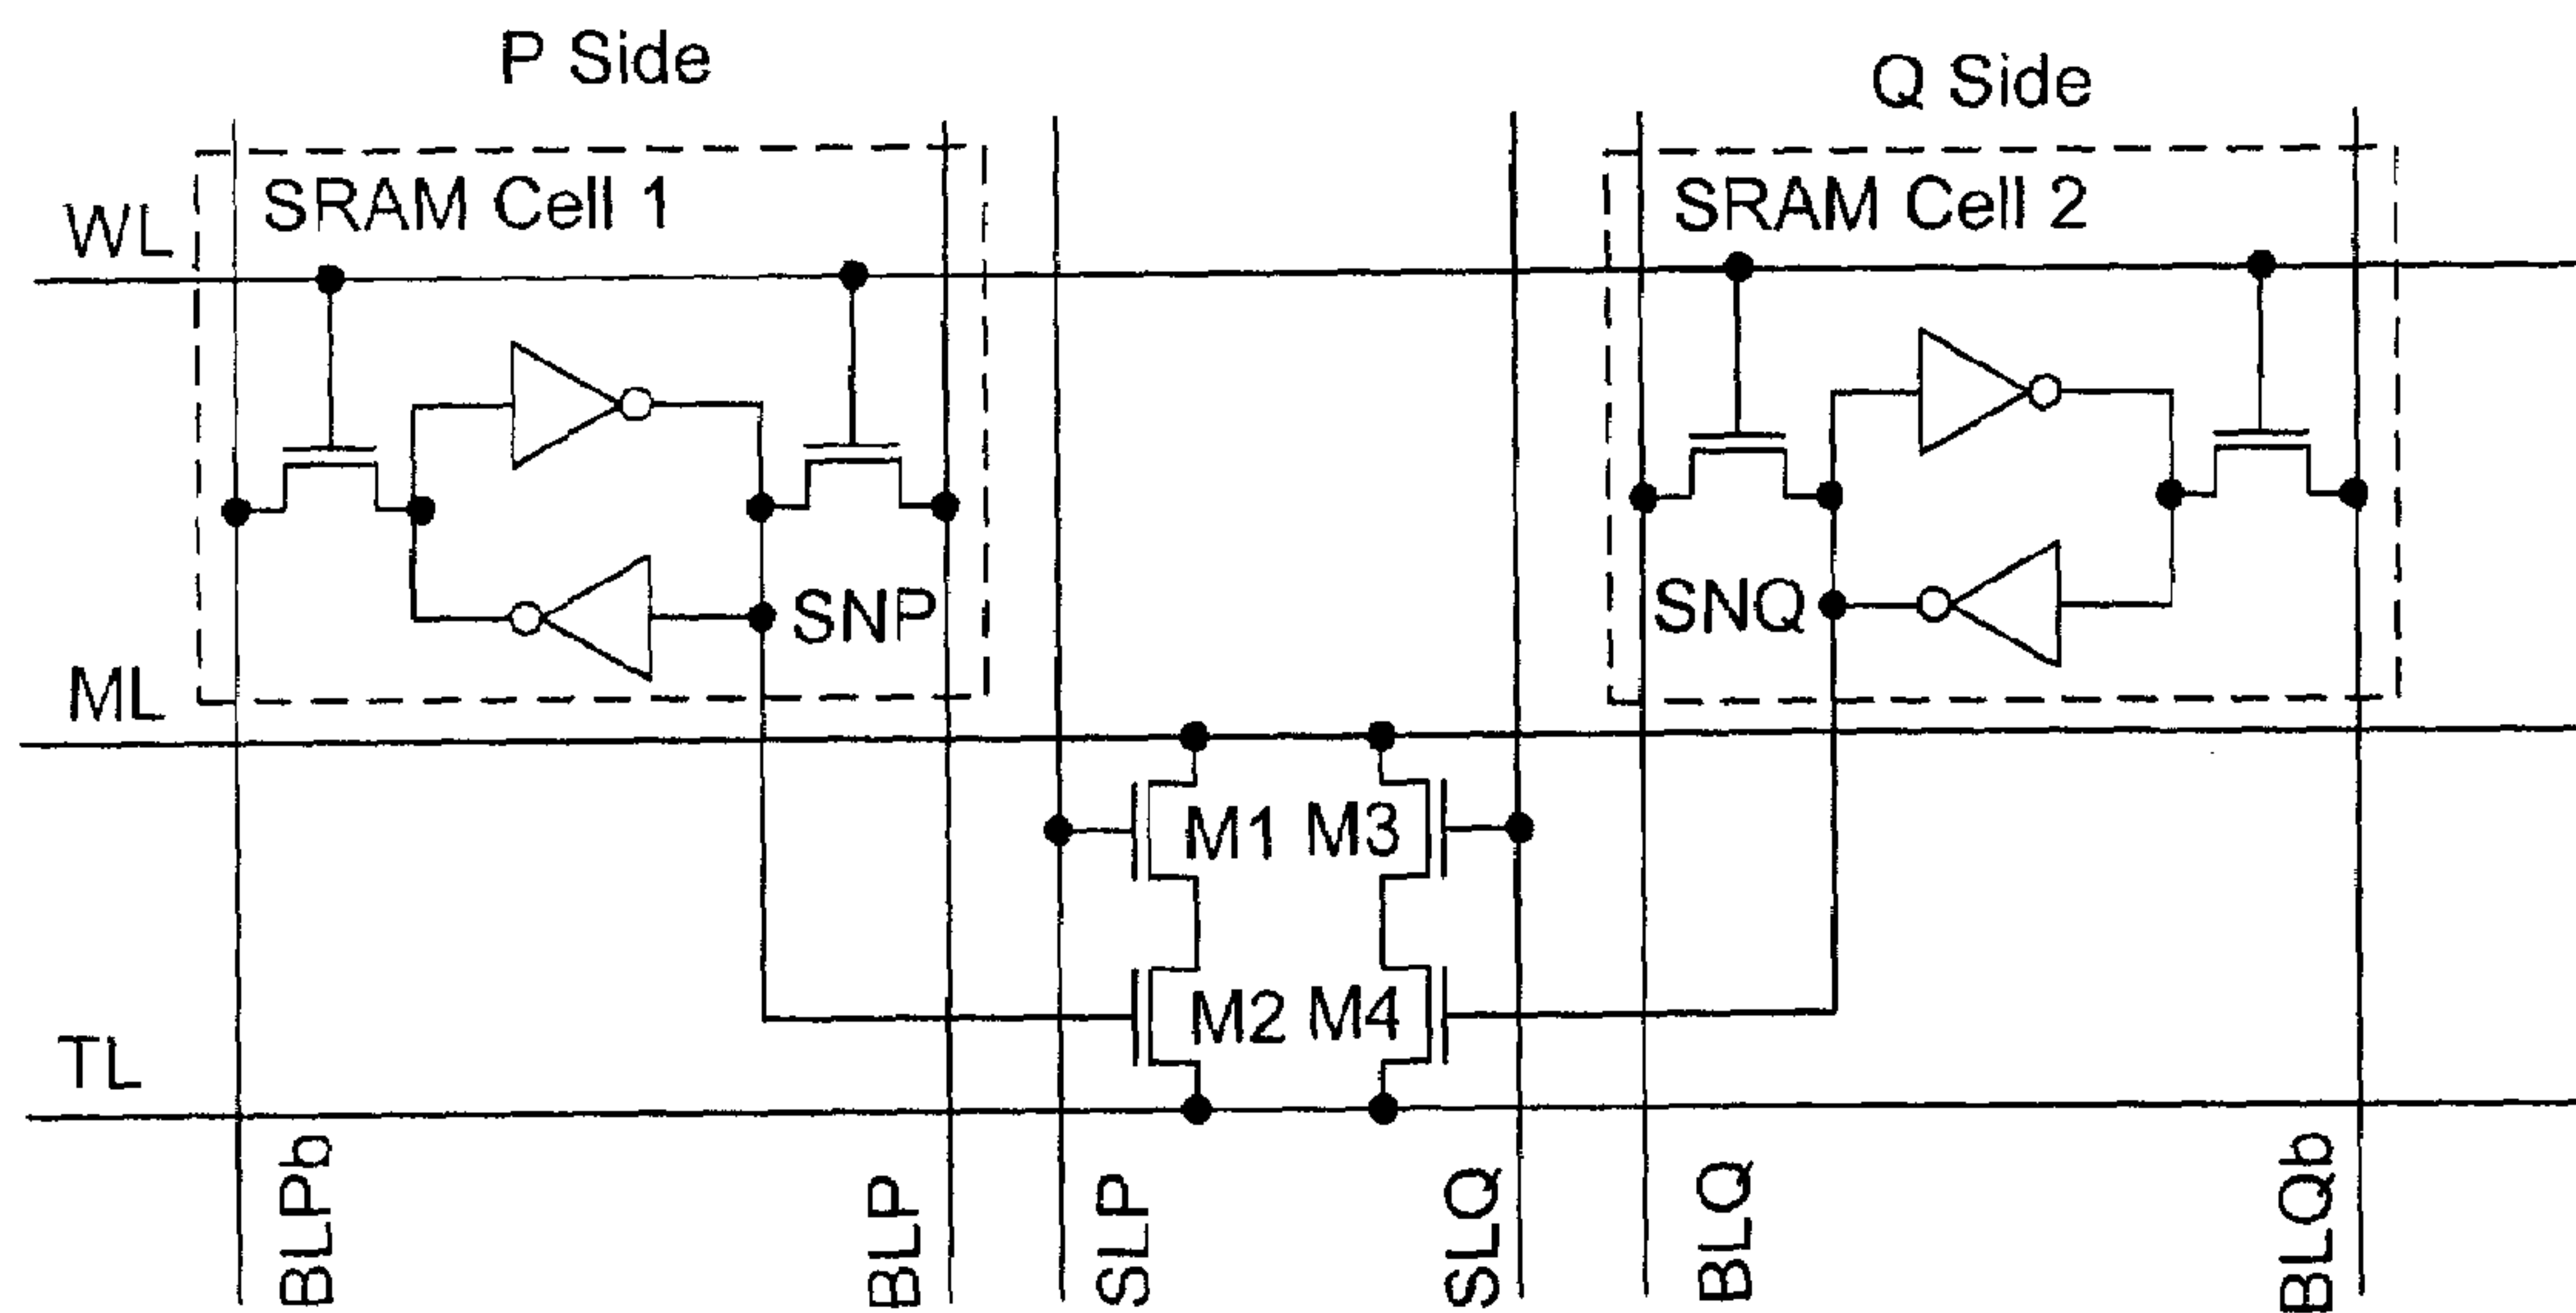 P Side
Q Side
SRAM Cell 1
SRAM Cell 2
WL
SNP
SNQ
ML
M1
M3
M2
M4
TL
BLPb
BLP
SLP
SLQ
BLQ
BLQb